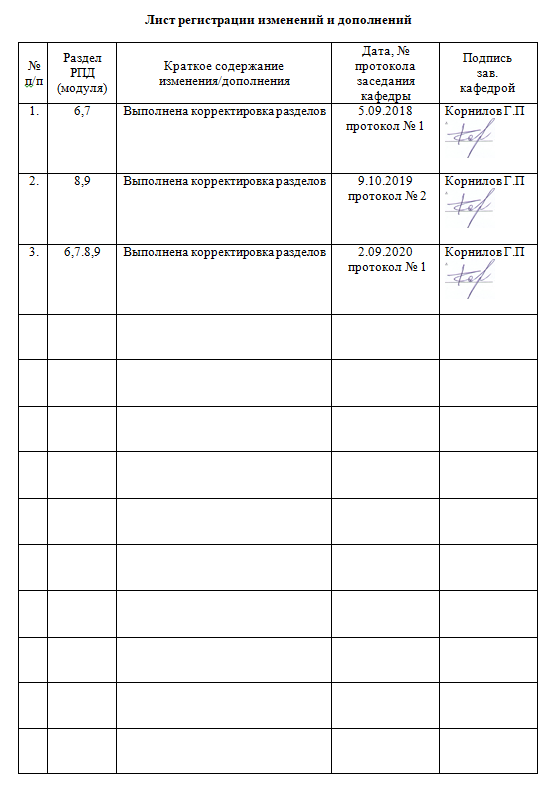 Лист регистрации изменений и дополнений
№
п/п
Раздел
РПД
(модуля)
Краткое содержание
изменения/дополнения
Дата, №
протокола
заседания
кафедры
Подпись
зав.
кафедрой
1.
6,7
Выполнена корректировка разделов
5.09.2018
протокол № 1
Корнилов Г.П
2.
8,9
Выполнена корректировка разделов
9.10.2019
протокол № 2
Корнилов Г.П
3.
6,7.8,9
Выполнена корректировка разделов
2.09.2020
протокол № 1
Корнилов Г.П